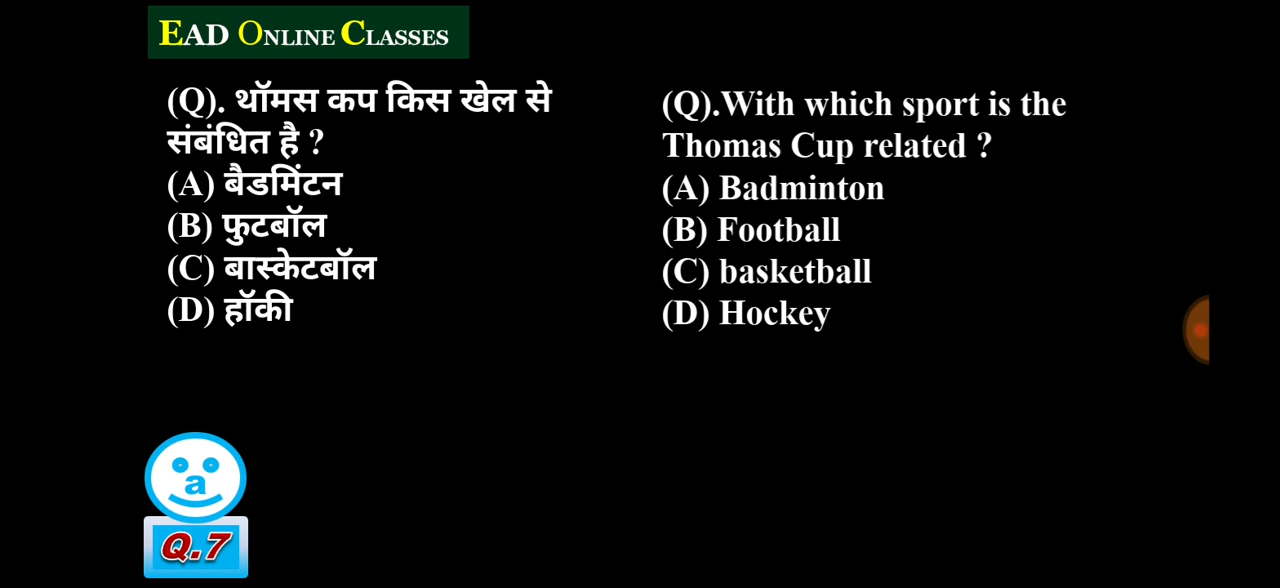 EAD ONLINE CLASSES
(Q). थॉमस कप किस खेल से
संबंधित है ?
(A) बैडमिंटन
(B) फुटबॉल
(C) बास्केटबॉल
(D) हॉकी
(Q).With which sport is the
Thomas Cup related ?
(A) Badminton
(B) Football
(C) basketball
(D) Hockey
a
Q.7